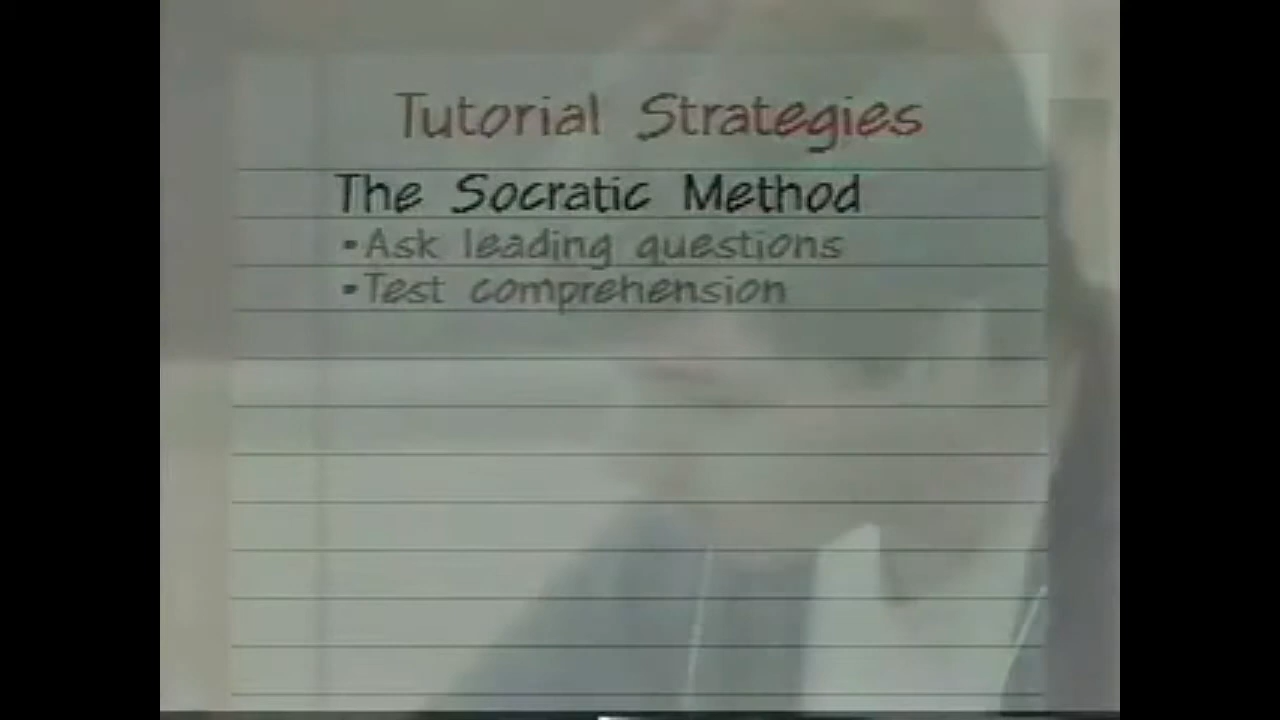 Tutorial Strategies
The Socratic Method
•Ask leading questions
•Test comprehension